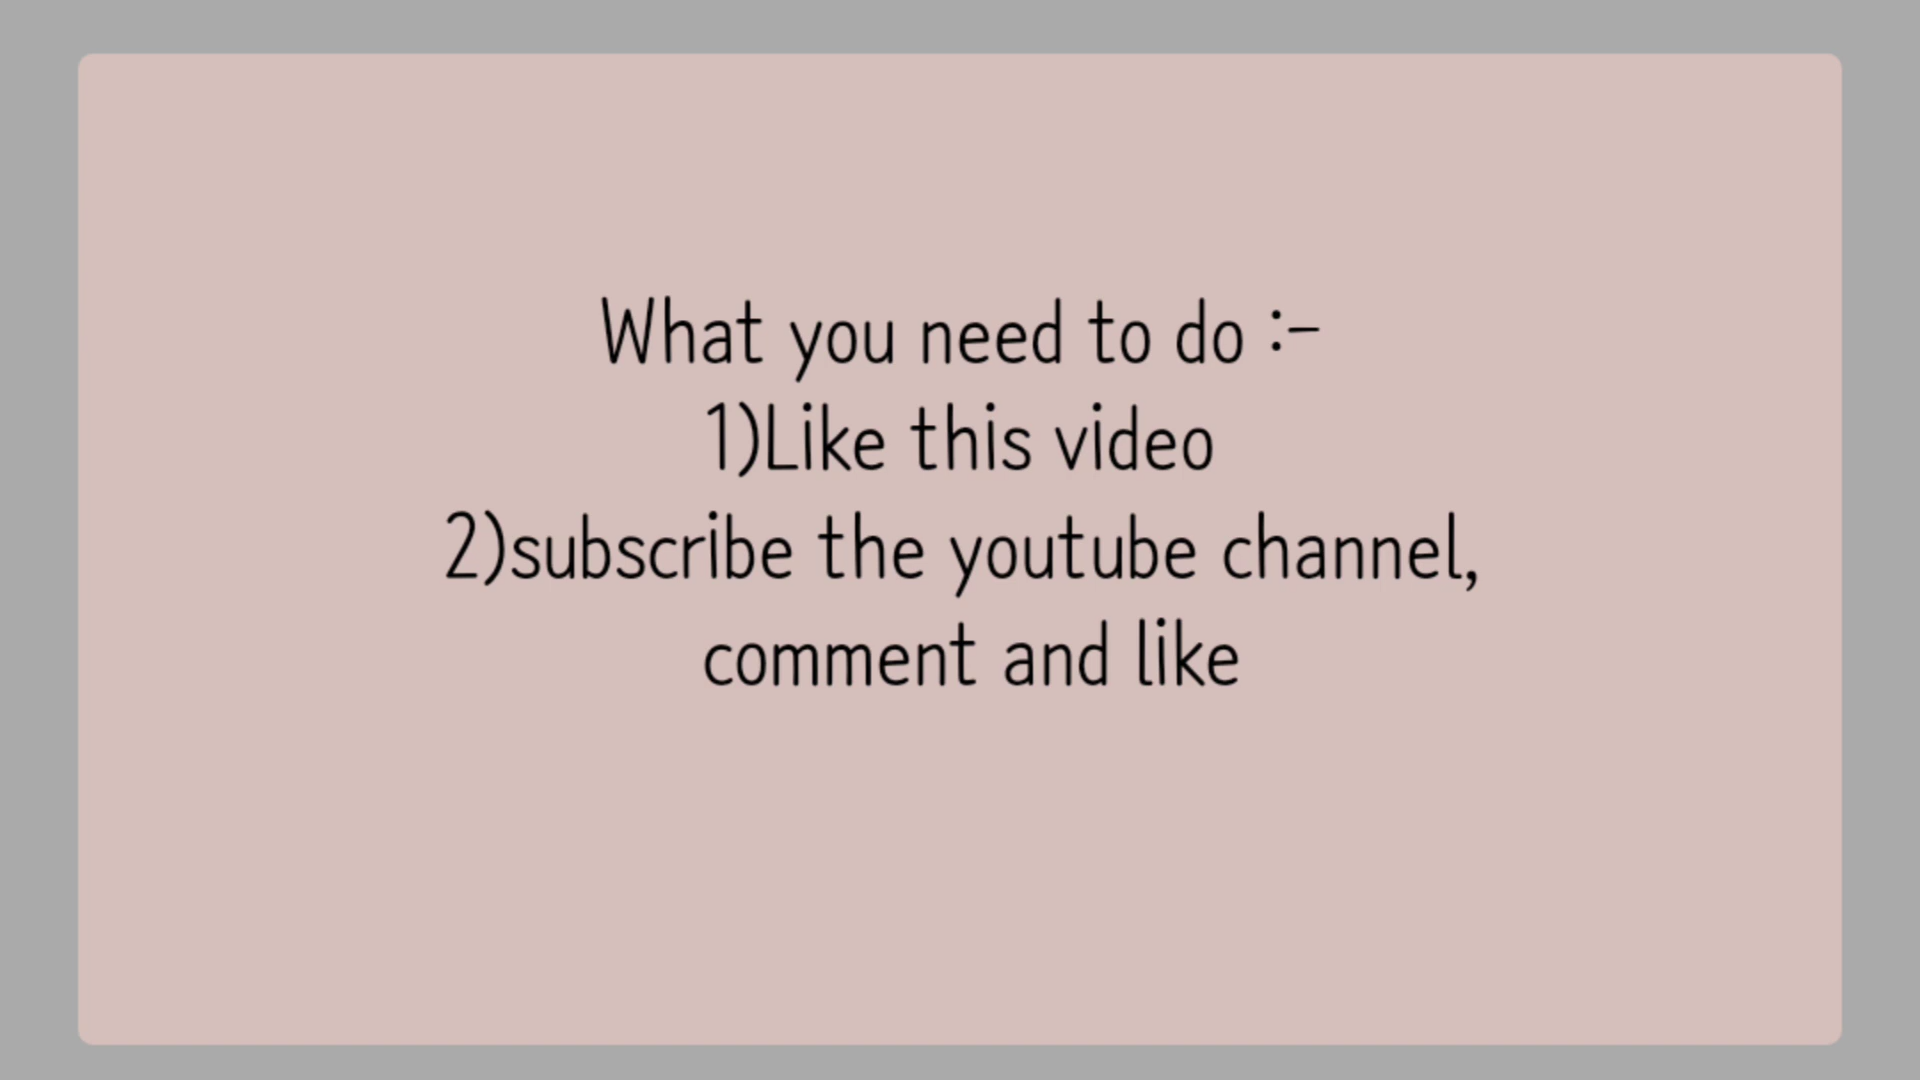 What you need to do :-
1)Like this video
2)subscribe the youtube channel,
comment and like